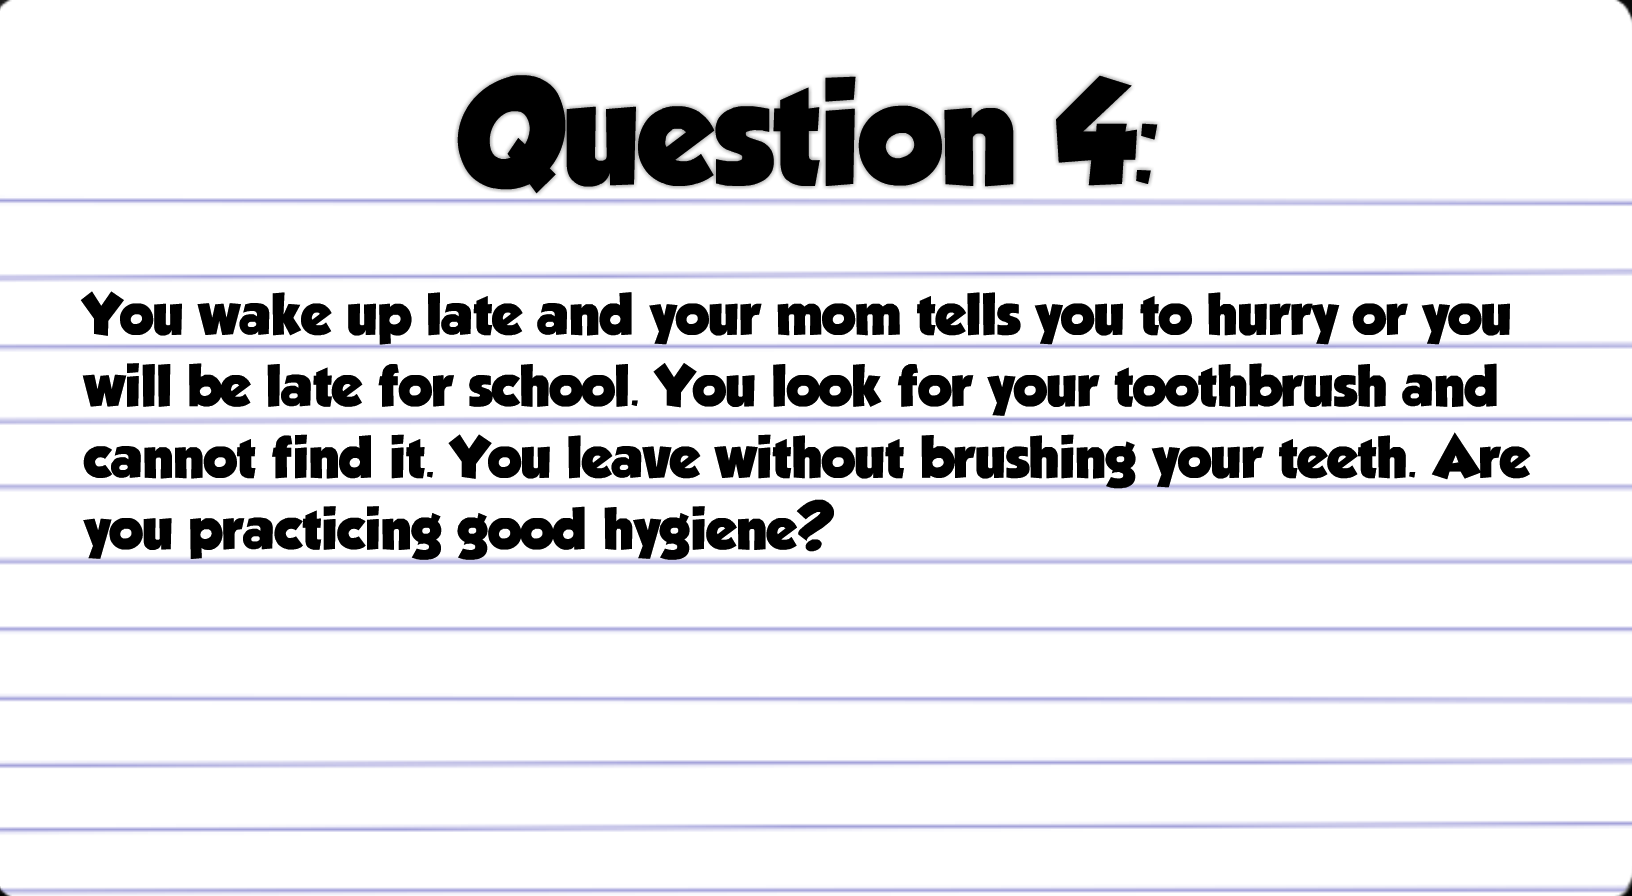 Question 4:
You wake up late and your mom tells you to hurry or you
will be late for school. You look for your toothbrush and
cannot find it. You leave without brushing your teeth. Are
you practicing good hygiene?